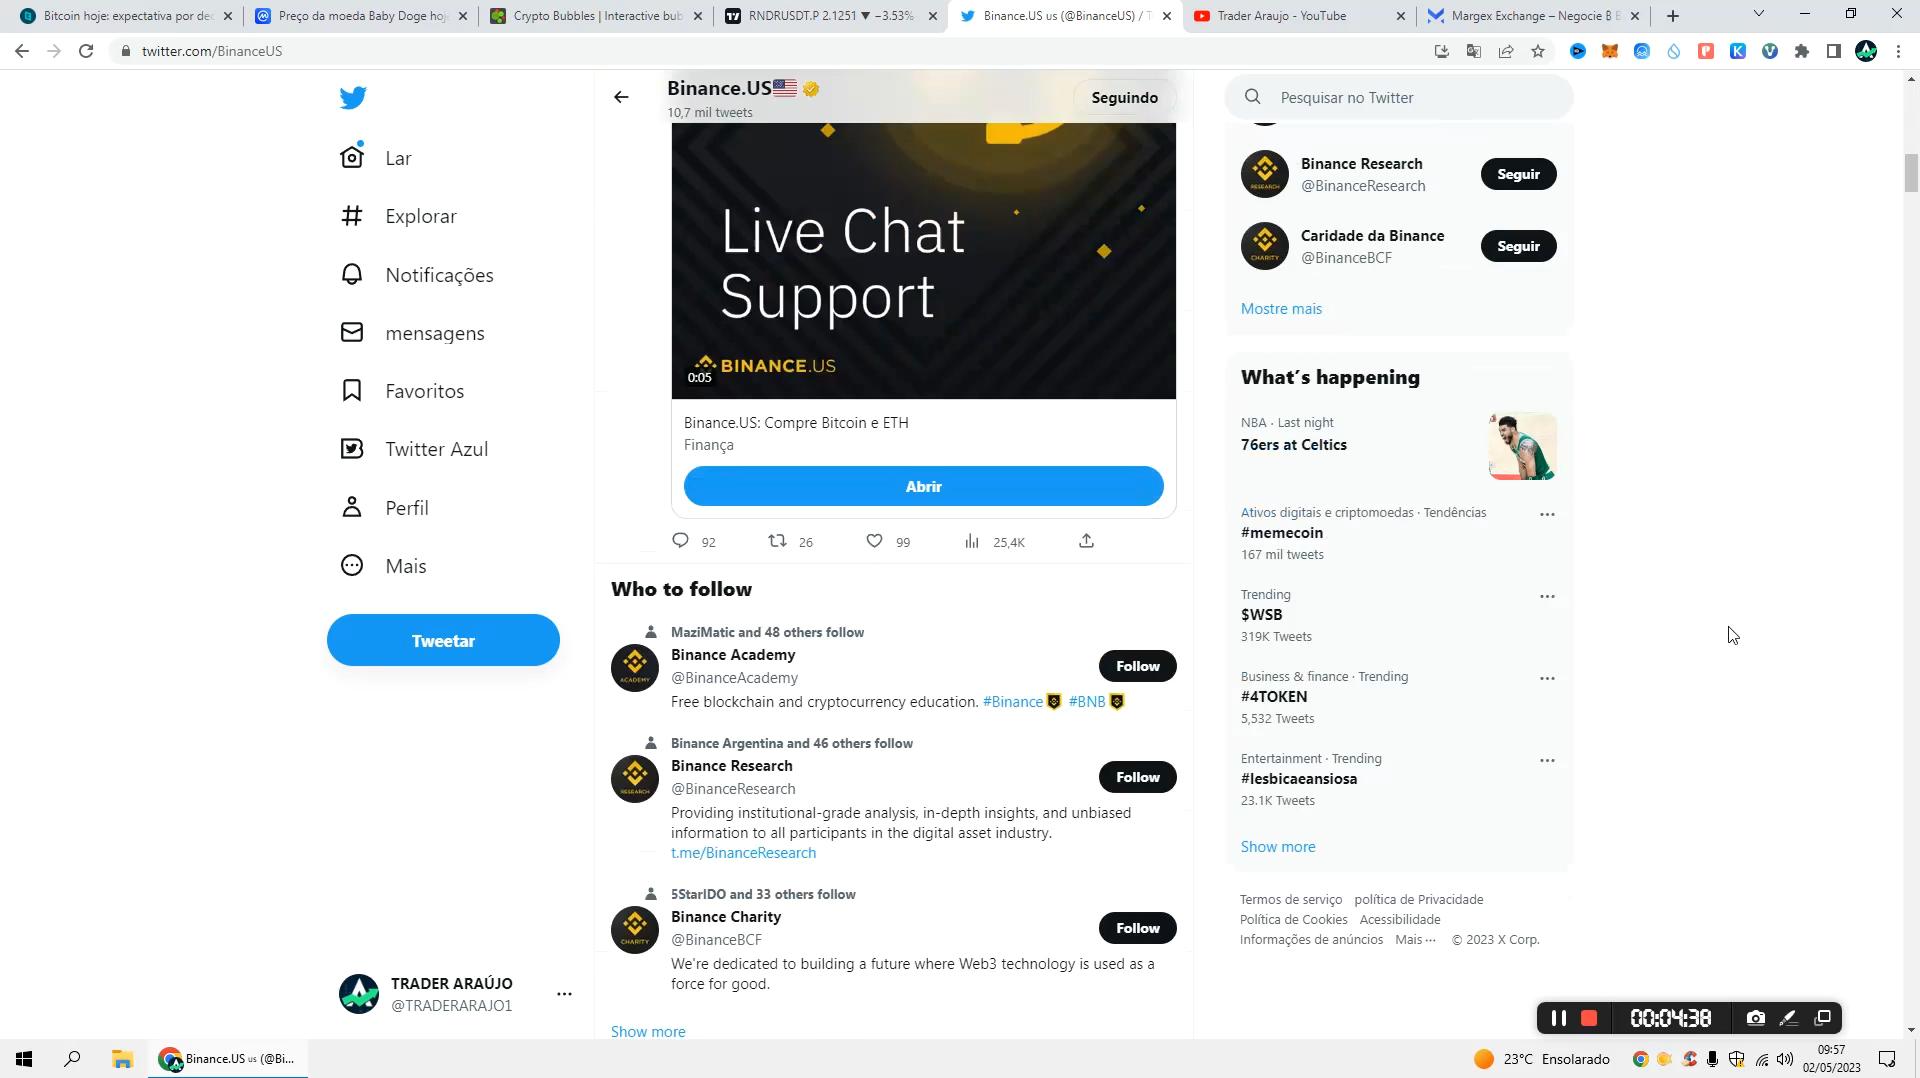 Bitcoin hoje: expectativa por dec
Preço da moeda Baby Doge hoj
Crypto Bubbles | Interactive bub
RNDRUSDT.P 2.1251 ▼ −3.53%
Binance.US us (@BinanceUS) / T
Trader Araujo - YouTube
Margex Exchange – Negocie ₿ B
twitter.com/BinanceUS
Binance.US🇺🇸
10,7 mil tweets
Seguindo
Pesquisar no Twitter
Lar
Explorar
Notificações
mensagens
Favoritos
Twitter Azul
Perfil
Mais
Tweetar
TRADER ARAÚJO
@TRADERARAJO1
Live Chat
Support
BINANCE.US
0:05
Binance.US: Compre Bitcoin e ETH
Finança
Abrir
92 26 99 25,4K
Who to follow
MaziMatic and 48 others follow
Binance Academy
@BinanceAcademy
Follow
Free blockchain and cryptocurrency education. #Binance #BNB
ACADEMY
Binance Argentina and 46 others follow
Binance Research
@BinanceResearch
Follow
Providing institutional-grade analysis, in-depth insights, and unbiased
information to all participants in the digital asset industry.
t.me/BinanceResearch
RESEARCH
5StarIDO and 33 others follow
Binance Charity
@BinanceBCF
Follow
We're dedicated to building a future where Web3 technology is used as a
force for good.
CHARITY
Show more
Binance Research
@BinanceResearch
Seguir
RESEARCH
Caridade da Binance
@BinanceBCF
Seguir
CHARITY
Mostre mais
What's happening
NBA · Last night
76ers at Celtics
Ativos digitais e criptomoedas · Tendências
#memecoin
167 mil tweets
Trending
$WSB
319K Tweets
Business & finance · Trending
#4TOKEN
5,532 Tweets
Entertainment · Trending
#lesbicaeansiosa
23.1K Tweets
Show more
Termos de serviço política de Privacidade
Política de Cookies Acessibilidade
Informações de anúncios Mais ··· © 2023 X Corp.
00:04:38
Binance.US us (@Bi...
23°C Ensolarado
09:57
02/05/2023